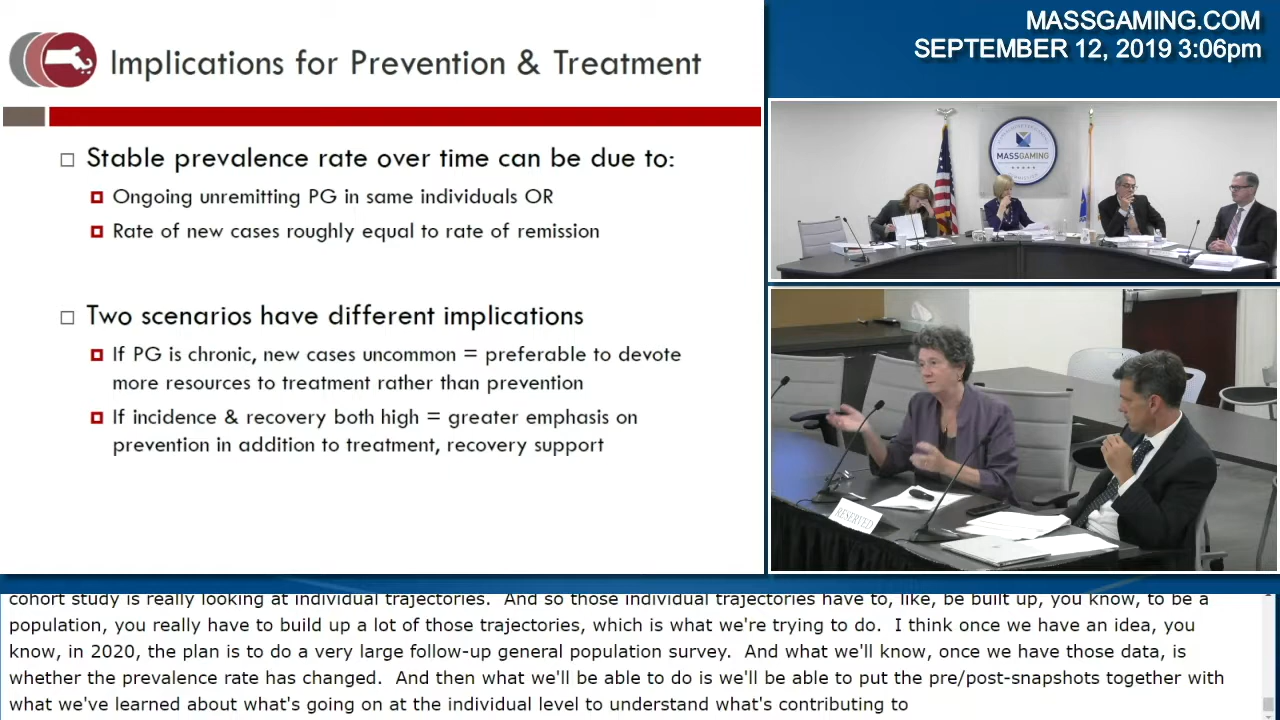 Implications for Prevention & Treatment
Stable prevalence rate over time can be due to:
Ongoing unremitting PG in same individuals OR
Rate of new cases roughly equal to rate of remission
Two scenarios have different implications
If PG is chronic, new cases uncommon = preferable to devote
more resources to treatment rather than prevention
If incidence & recovery both high = greater emphasis on
prevention in addition to treatment, recovery support
MASSGAMING.COM
SEPTEMBER 12, 2019 3:06pm
MASSGAMING
RESERVED
cohort study is really looking at individual trajectories.  And so those individual trajectories have to, like, be built up, you know, to be a
population, you really have to build up a lot of those trajectories, which is what we're trying to do.  I think once we have an idea, you
know, in 2020, the plan is to do a very large follow-up general population survey.  And what we'll know, once we have those data, is
whether the prevalence rate has changed.  And then what we'll be able to do is we'll be able to put the pre/post-snapshots together with
what we've learned about what's going on at the individual level to understand what's contributing to